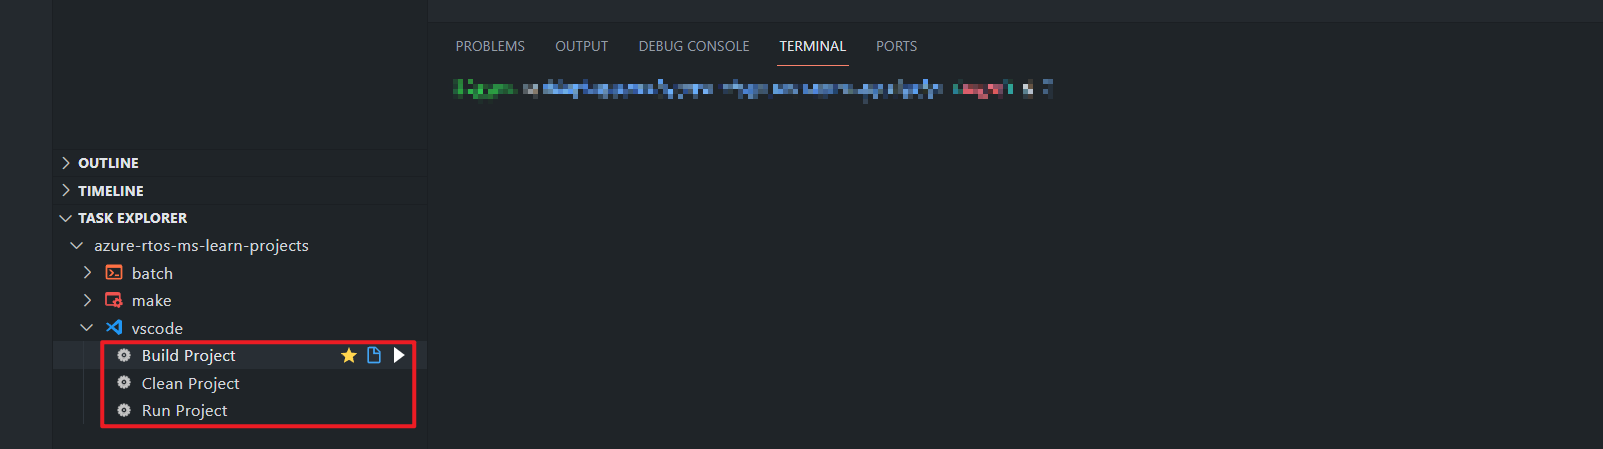 PROBLEMS OUTPUT DEBUG CONSOLE TERMINAL PORTS
OUTLINE
TIMELINE
TASK EXPLORER
azure-rtos-ms-learn-projects
batch
make
vscode
Build Project
Clean Project
Run Project